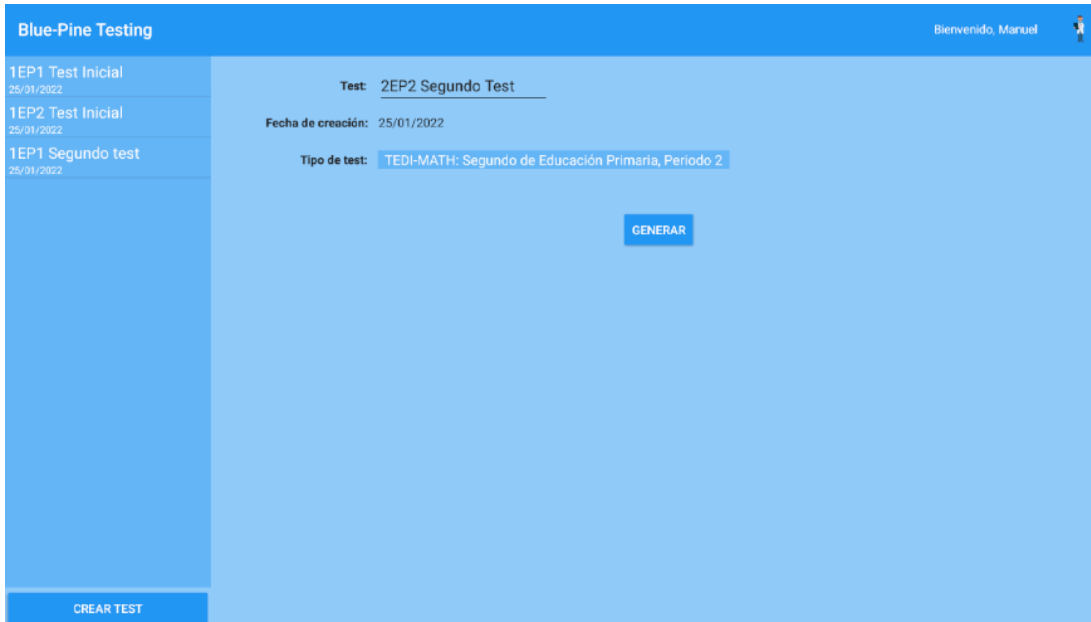 Blue-Pine Testing
Bienvenido, Manuel
1EP1 Test Inicial
25/01/2022
1EP2 Test Inicial
25/01/2022
1EP1 Segundo test
25/01/2022
Test: 2EP2 Segundo Test
Fecha de creación: 25/01/2022
Tipo de test: TEDI-MATH: Segundo de Educación Primaria, Periodo 2
GENERAR
CREAR TEST